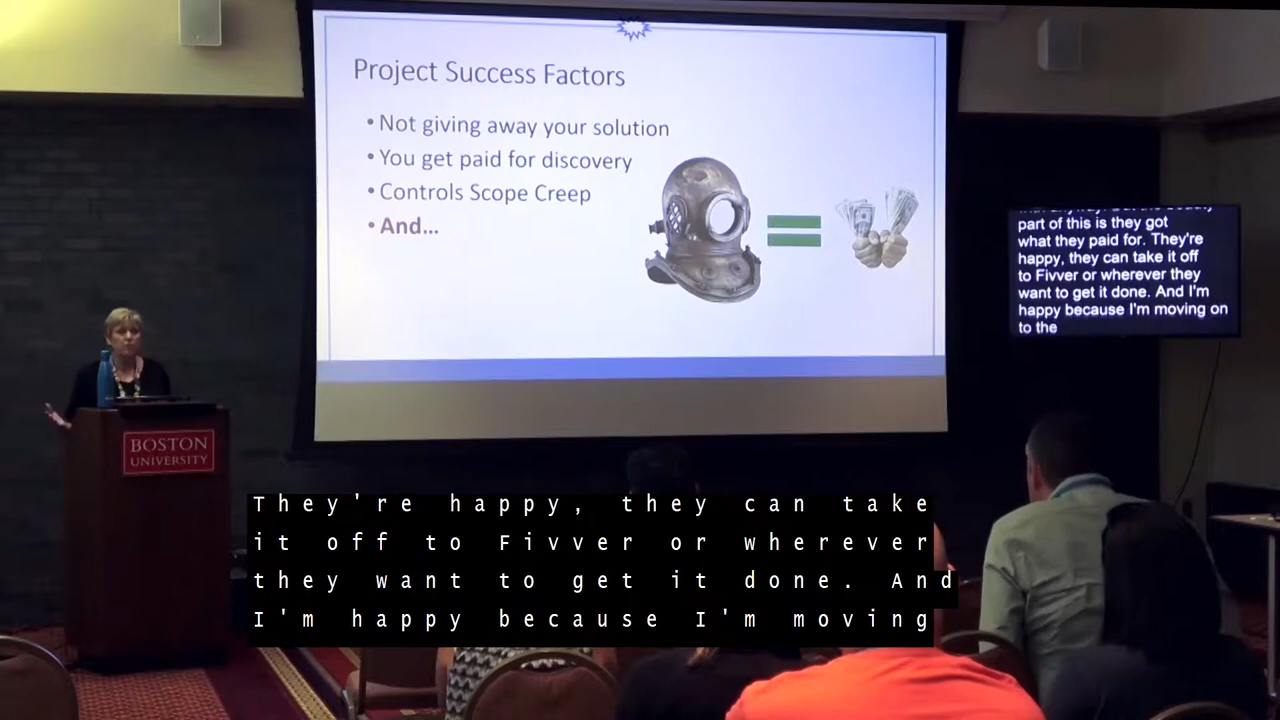 Project Success Factors
• Not giving away your solution
• You get paid for discovery
• Controls Scope Creep
• And...
part of this is they got
what they paid for. They're
happy, they can take it off
to Fivver or wherever they
want to get it done. And I'm
happy because I'm moving on
to the
BOSTON
UNIVERSITY
They're happy, they can take
it off to Fivver or wherever
they want to get it done. And
I'm happy because I'm moving